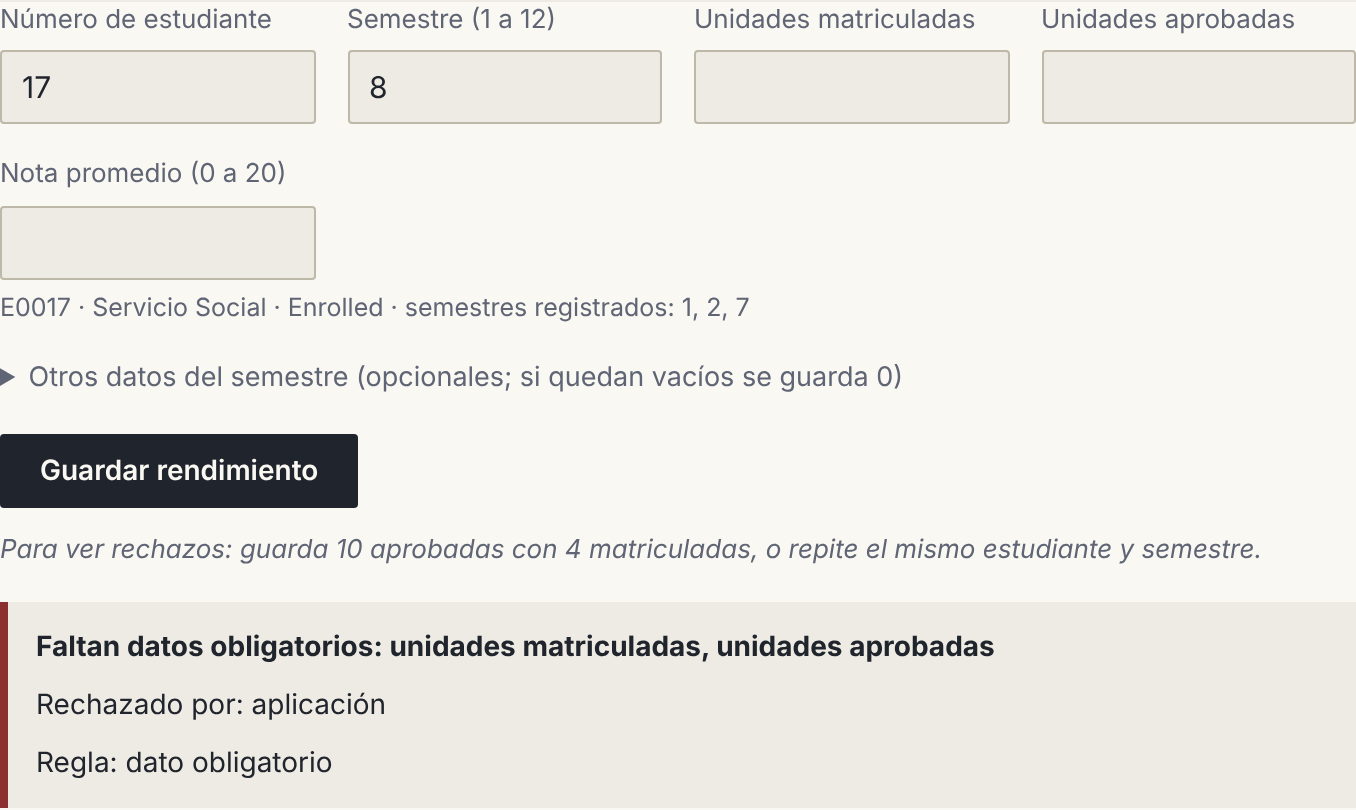 Número de estudiante
Semestre (1 a 12)
Unidades matriculadas
Unidades aprobadas
17
8
Nota promedio (0 a 20)
E0017 · Servicio Social · Enrolled · semestres registrados: 1, 2, 7
Otros datos del semestre (opcionales; si quedan vacíos se guarda 0)
Guardar rendimiento
Para ver rechazos: guarda 10 aprobadas con 4 matriculadas, o repite el mismo estudiante y semestre.
Faltan datos obligatorios: unidades matriculadas, unidades aprobadas
Rechazado por: aplicación
Regla: dato obligatorio